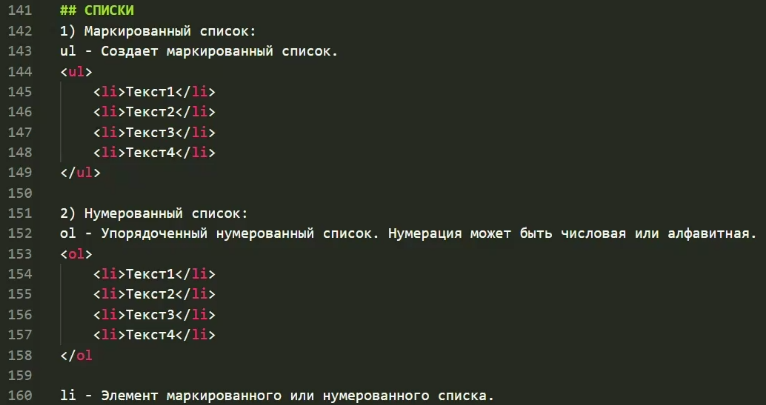 141 ## СПИСКИ
142 1) Маркированный список:
143 ul - Создает маркированный список.
144 <ul>
145 <li>Текст1</li>
146 <li>Текст2</li>
147 <li>Текст3</li>
148 <li>Текст4</li>
149 </ul>
150
151 2) Нумерованный список:
152 ol - Упорядоченный нумерованный список. Нумерация может быть числовая или алфавитная.
153 <ol>
154 <li>Текст1</li>
155 <li>Текст2</li>
156 <li>Текст3</li>
157 <li>Текст4</li>
158 </ol
159
160 li - Элемент маркированного или нумерованного списка.